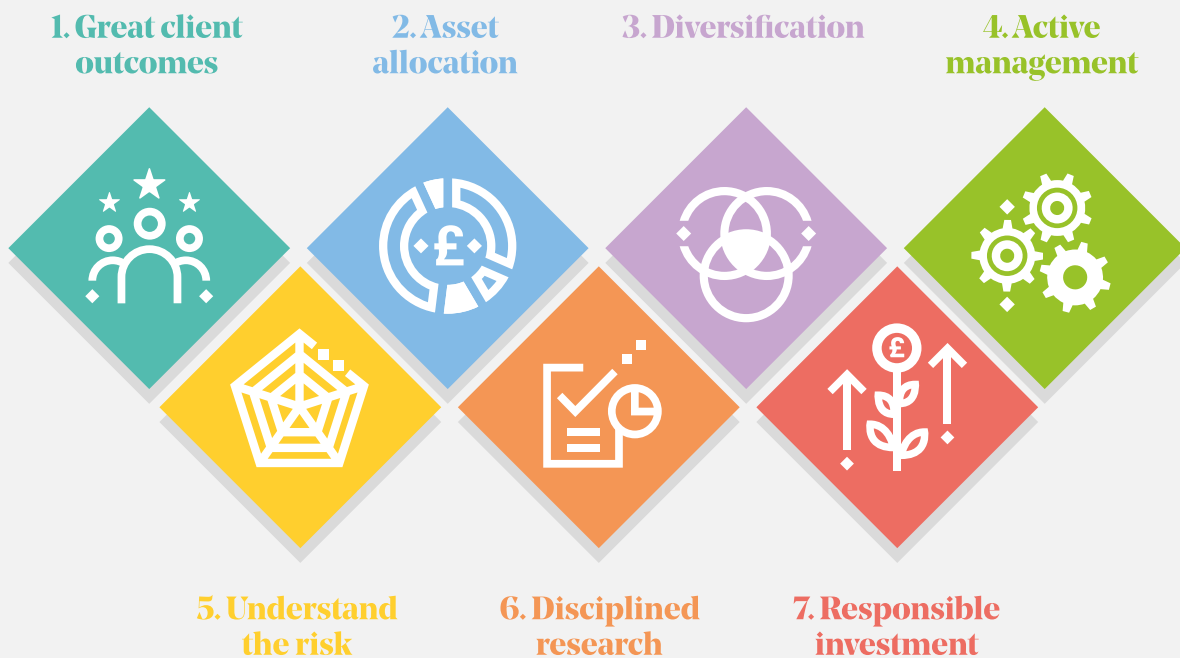 1. Great client
outcomes
2. Asset
allocation
3. Diversification
4. Active
management
£
£
5. Understand
the risk
6. Disciplined
research
7. Responsible
investment